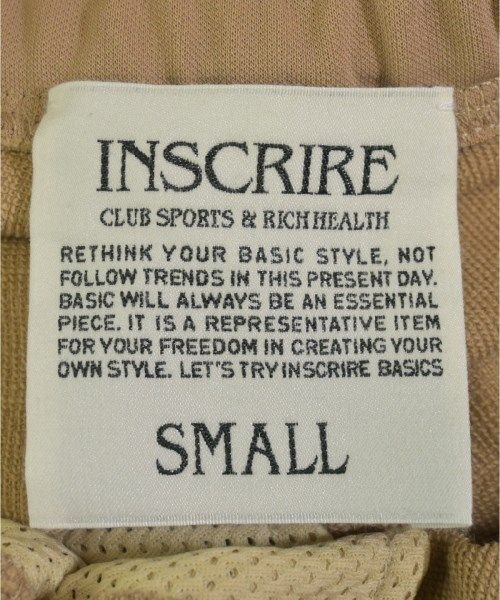 INSCRIRE
CLUB SPORTS & RICHHEALTH
RETHINK YOUR BASIC STYLE, NOT
FOLLOW TRENDS IN THIS PRESENT DAY.
BASIC WILL ALWAYS BE AN ESSENTIAL
PIECE. IT IS A REPRESENTATIVE ITEM
FOR YOUR FREEDOM IN CREATING YOUR
OWN STYLE. LET'S TRY INSCRIRE BASICS
SMALL